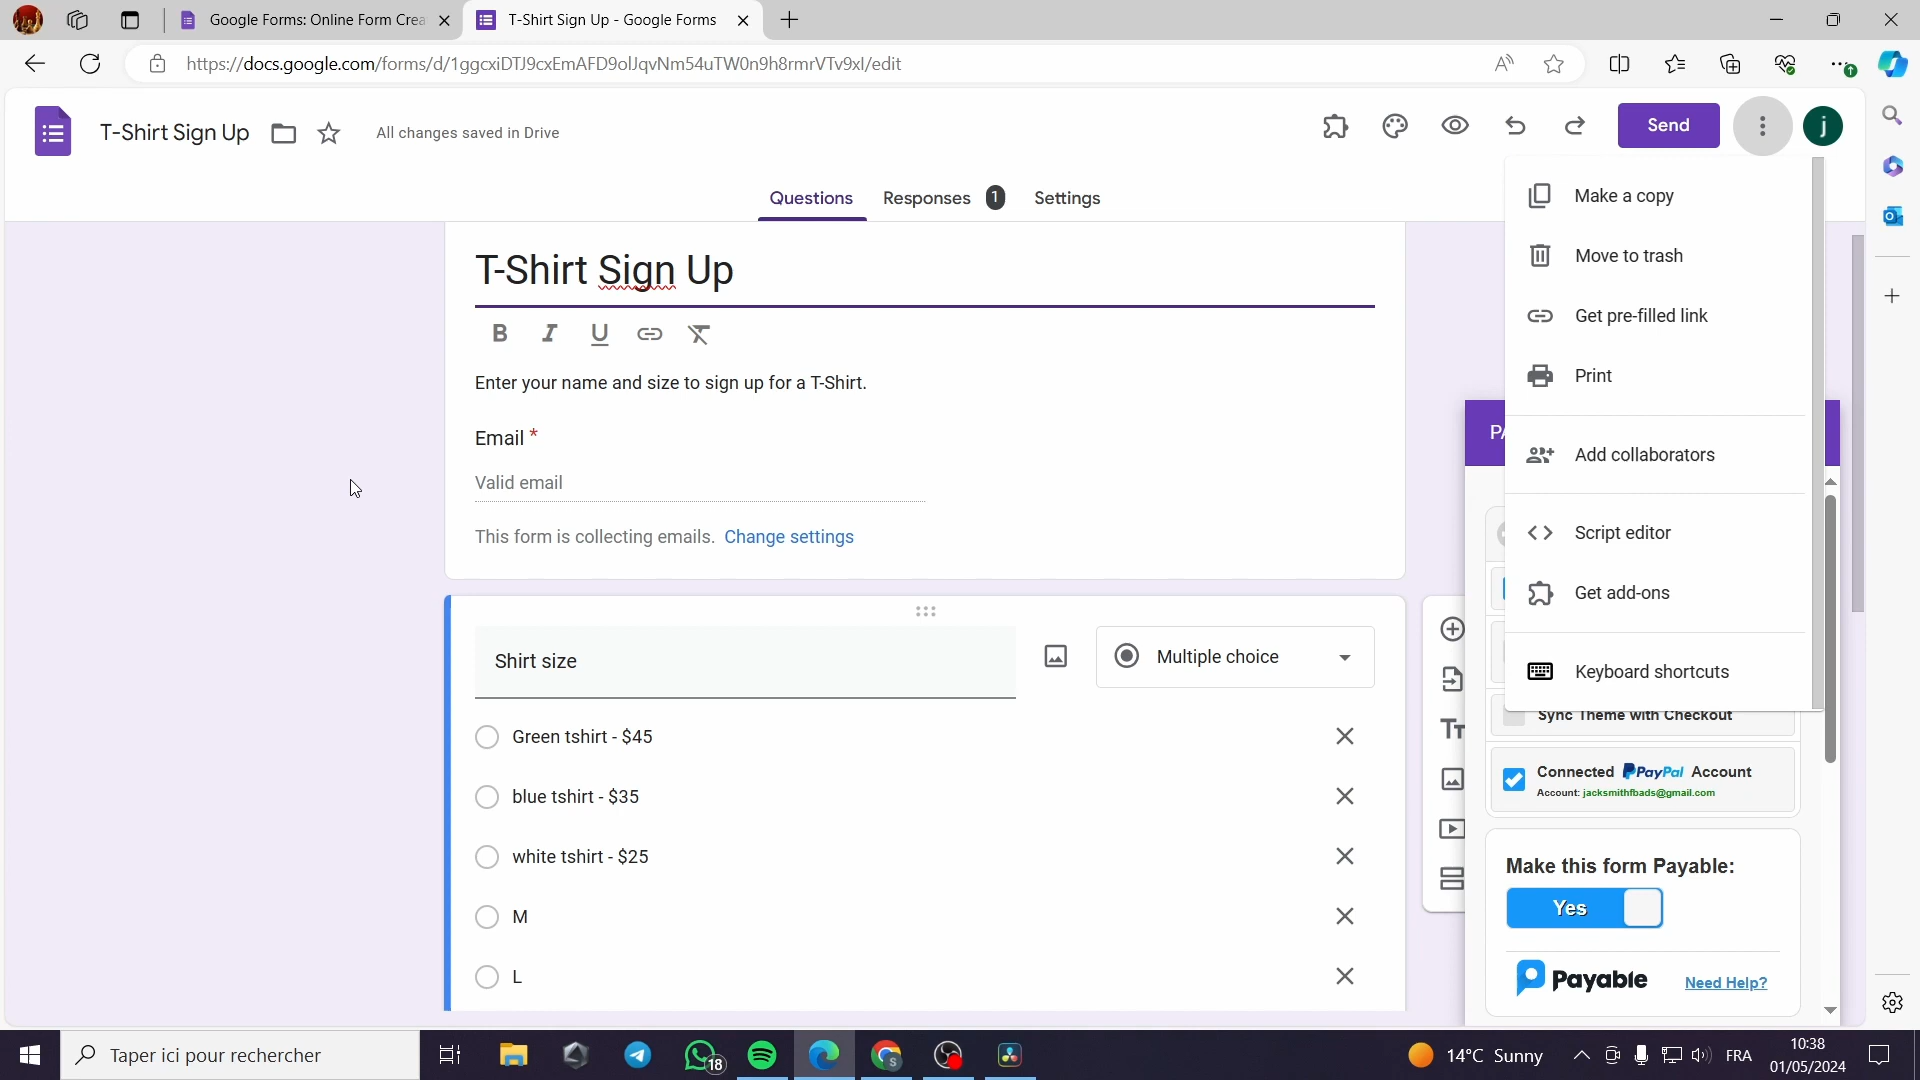 Google Forms: Online Form Crea
T-Shirt Sign Up - Google Forms
https://docs.google.com/forms/d/1ggcxiDTJ9cxEmAFD9olJqvNm54uTW0n9h8rmrVTv9xI/edit
T-Shirt Sign Up
All changes saved in Drive
Send
j
Questions
Responses 1
Settings
Make a copy
Move to trash
Get pre-filled link
Print
Add collaborators
Script editor
Get add-ons
Keyboard shortcuts
T-Shirt Sign Up
B I U
Enter your name and size to sign up for a T-Shirt.
Email *
Valid email
This form is collecting emails. Change settings
Shirt size
Multiple choice
Green tshirt - $45
blue tshirt - $35
white tshirt - $25
M
L
Sync Theme with Checkout
Connected PayPal Account
Account: jacksmithfbads@gmail.com
Make this form Payable:
Yes
Payable
Need Help?
Taper ici pour rechercher
18
14°C Sunny
FRA
10:38
01/05/2024